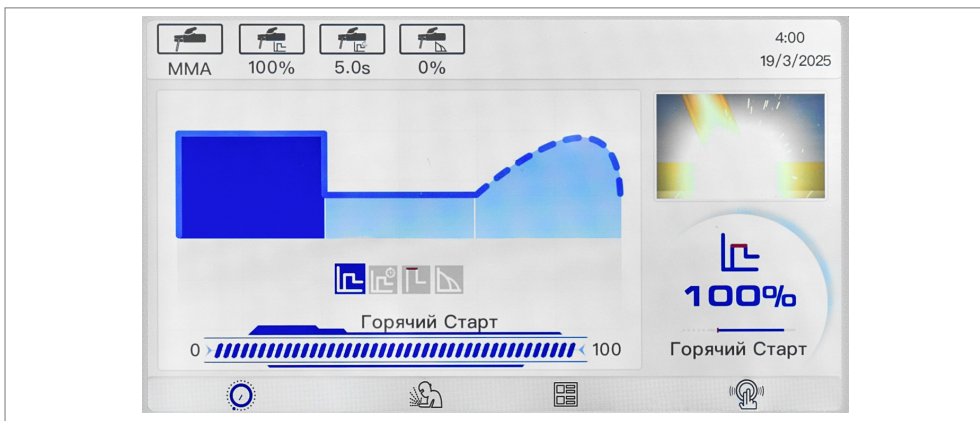 4:00
MMA
100%
5.0s
0%
19/3/2025
100%
Горячий Старт
0
100
Горячий Старт